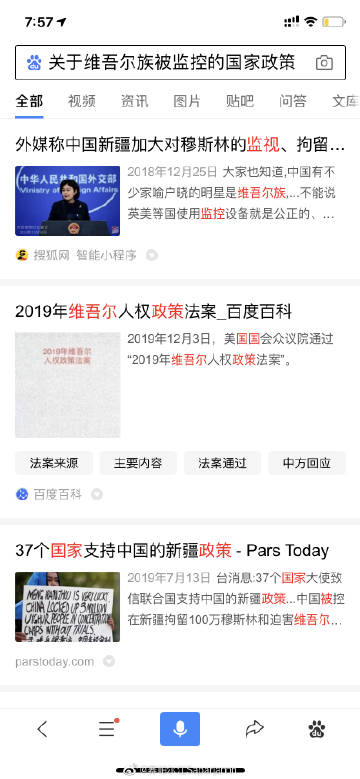 7:57
关于维吾尔族被监控的国家政策
全部 视频 资讯 图片 贴吧 问答 文库
外媒称中国新疆加大对穆斯林的监视、拘留...
中华人民共和国外交部
Ministry of Foreign Affairs
2018年12月25日 大家也知道,中国有不
少家喻户晓的明星是维吾尔族,...不能说
英美等国使用监控设备就是公正的、...
搜狐网 智能小程序
2019年维吾尔人权政策法案_百度百科
2019年维吾尔
人权政策法案
2019年12月3日，美国国会众议院通过
“2019年维吾尔人权政策法案”。
法案来源 主要内容 法案通过 中方回应
百度百科
37个国家支持中国的新疆政策 - Pars Today
MENG WANZHOU IS VERY LUCKY,
CHINA LOCKED UP 3 MILLION
UIGHUR PEOPLE IN CONCENTRATION
CAMPS WITHOUT TRIALS.
2019年7月13日 台消息:37个国家大使致
信联合国支持中国的新疆政策...中国被控
在新疆拘留100万穆斯林和迫害维吾尔...
parstoday.com